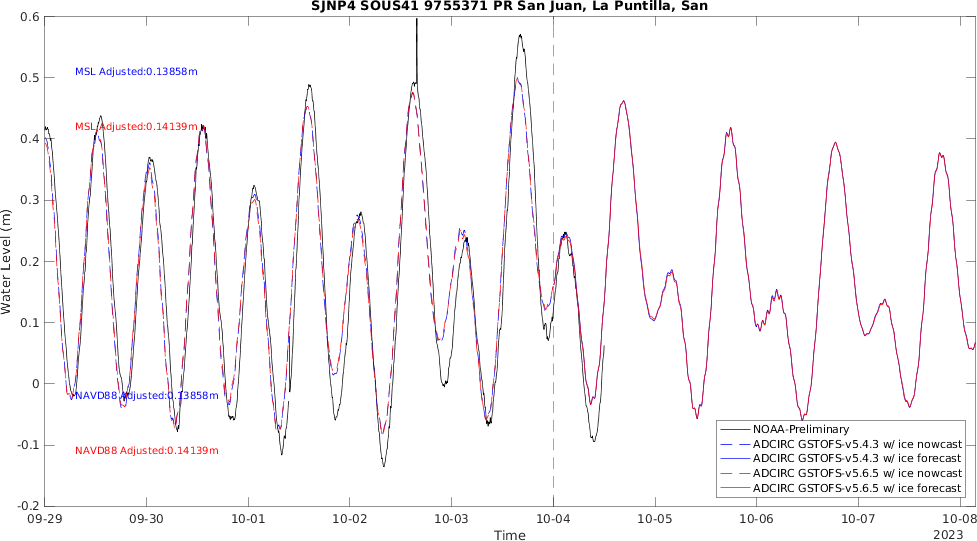 SJNP4 SOUS41 9755371 PR San Juan, La Puntilla, San
0.6
0.5
0.4
0.3
0.2
0.1
0
-0.1
-0.2
Water Level (m)
MSL Adjusted:0.13858m
MSL Adjusted:0.14139m
NAVD88 Adjusted:0.13858m
NAVD88 Adjusted:0.14139m
NOAA-Preliminary
ADCIRC GSTOFS-v5.4.3 w/ ice nowcast
ADCIRC GSTOFS-v5.4.3 w/ ice forecast
ADCIRC GSTOFS-v5.6.5 w/ ice nowcast
ADCIRC GSTOFS-v5.6.5 w/ ice forecast
09-29 09-30 10-01 10-02 10-03 10-04 10-05 10-06 10-07 10-08
Time 2023